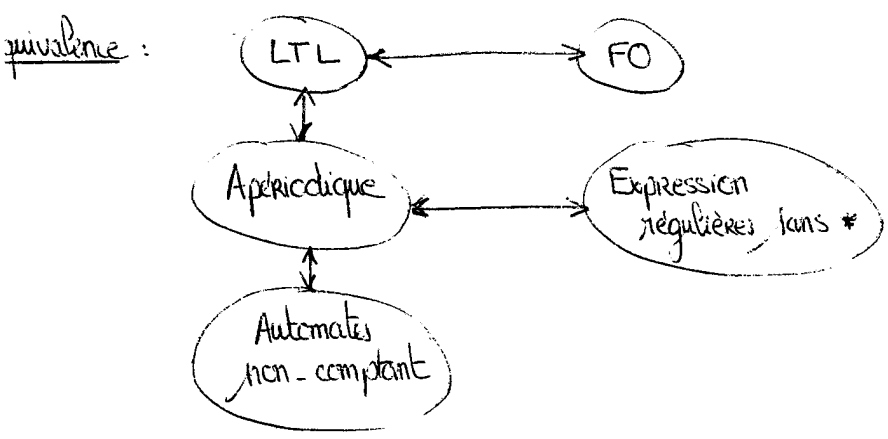 quivalence :
LTL
FO
Apériodique
Expression
régulières sans *
Automates
non-comptant